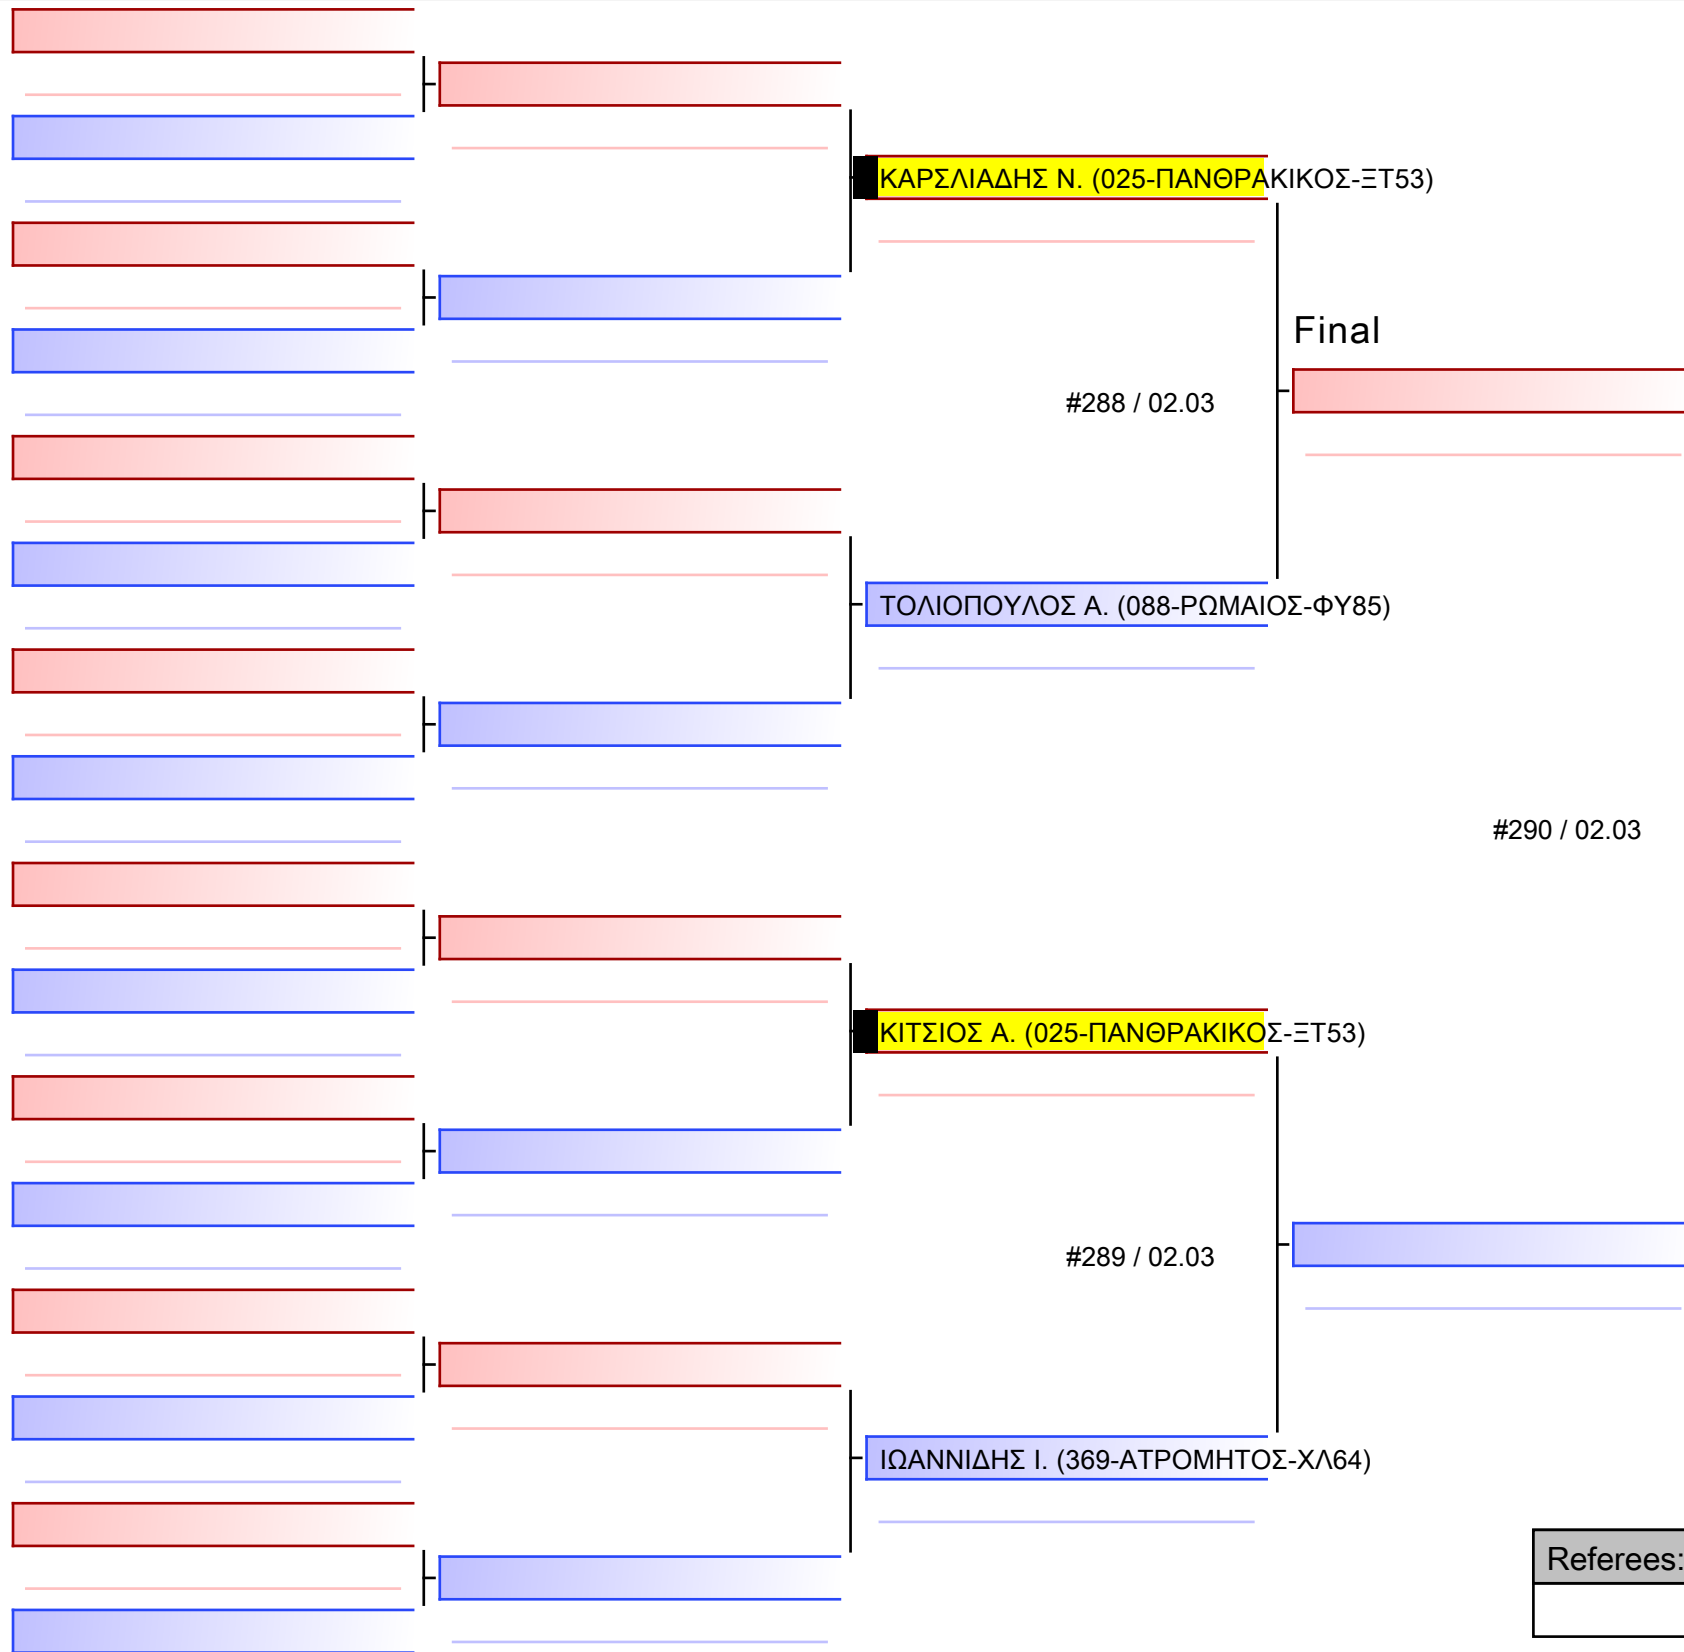 ΚΑΡΣΛΙΑΔΗΣ Ν. (025-ΠΑΝΘΡΑΚΙΚΟΣ-ΞΤ53)
Final
#288 / 02.03
ΤΟΛΙΟΠΟΥΛΟΣ Α. (088-ΡΩΜΑΙΟΣ-ΦΥ85)
#290 / 02.03
ΚΙΤΣΙΟΣ Α. (025-ΠΑΝΘΡΑΚΙΚΟΣ-ΞΤ53)
#289 / 02.03
ΙΩΑΝΝΙΔΗΣ Ι. (369-ΑΤΡΟΜΗΤΟΣ-ΧΛ64)
Referees: